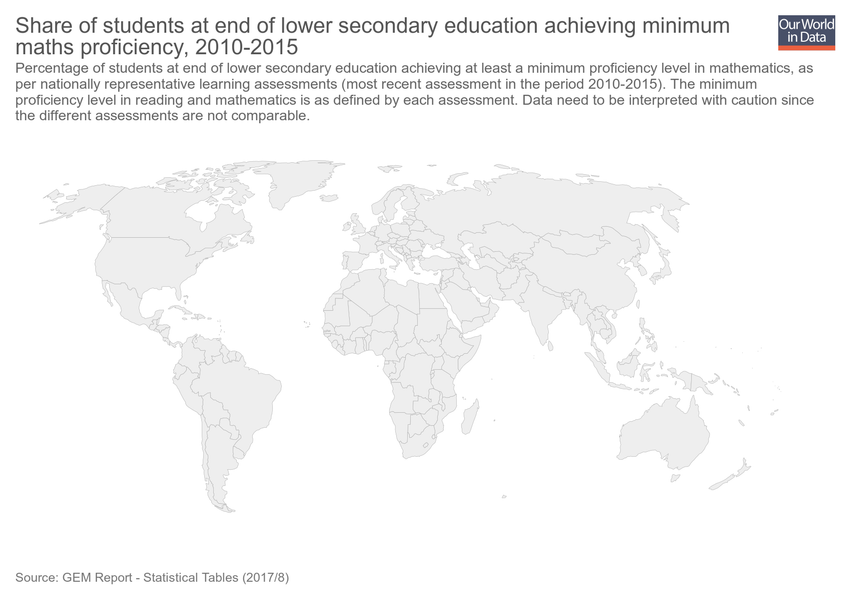 Share of students at end of lower secondary education achieving minimum
maths proficiency, 2010-2015
Our World
in Data
Percentage of students at end of lower secondary education achieving at least a minimum proficiency level in mathematics, as
per nationally representative learning assessments (most recent assessment in the period 2010-2015). The minimum
proficiency level in reading and mathematics is as defined by each assessment. Data need to be interpreted with caution since
the different assessments are not comparable.
Source: GEM Report - Statistical Tables (2017/8)